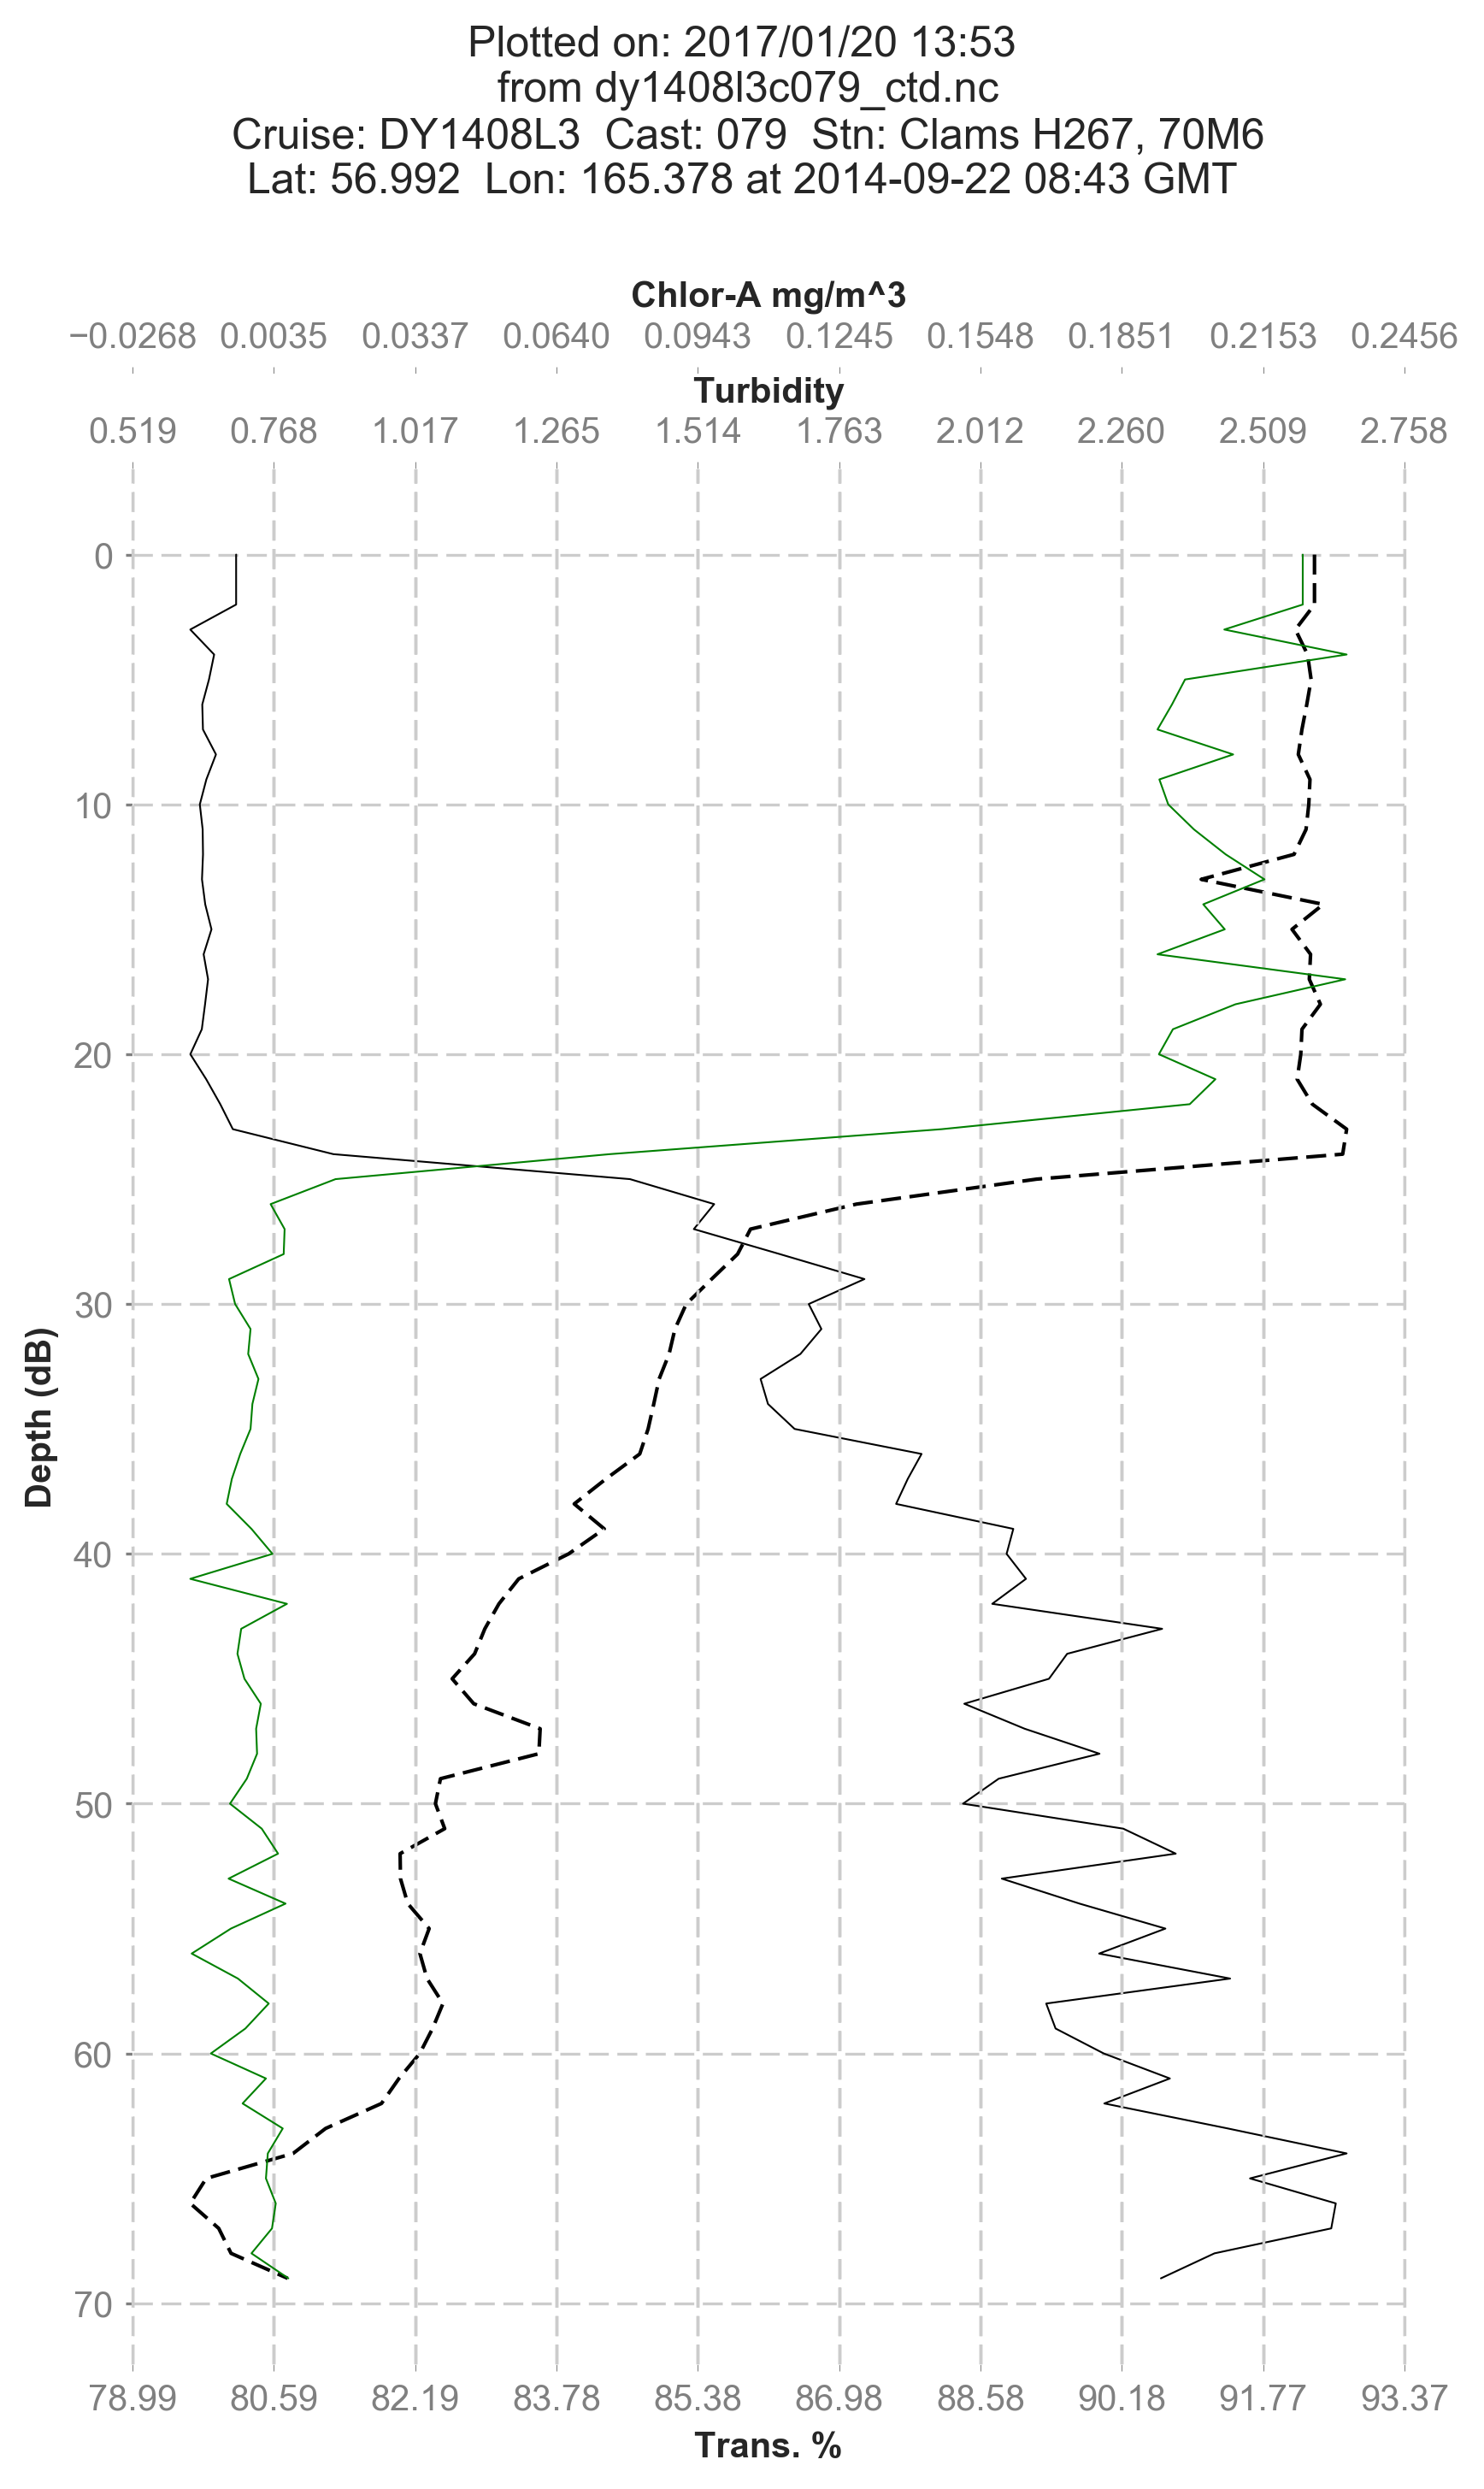 Plotted on: 2017/01/20 13:53
from dy1408l3c079_ctd.nc
Cruise: DY1408L3  Cast: 079  Stn: Clams H267, 70M6
Lat: 56.992  Lon: 165.378 at 2014-09-22 08:43 GMT
Chlor-A mg/m^3
−0.0268 0.0035 0.0337 0.0640 0.0943 0.1245 0.1548 0.1851 0.2153 0.2456
Turbidity
0.519 0.768 1.017 1.265 1.514 1.763 2.012 2.260 2.509 2.758
0
10
20
30
Depth (dB)
40
50
60
70
78.99 80.59 82.19 83.78 85.38 86.98 88.58 90.18 91.77 93.37
Trans. %